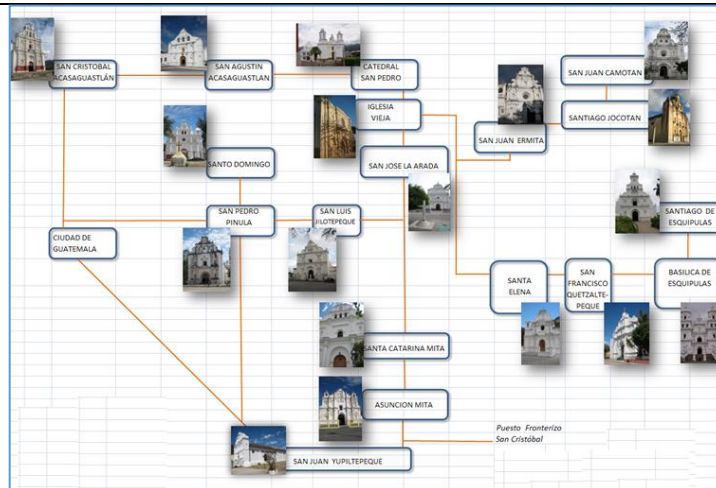 SAN CRISTOBAL
ACASAGUASTLÁN
SAN AGUSTIN
ACASAGUASTLAN
CATEDRAL
SAN PEDRO
IGLESIA
VIEJA
SAN JUAN CAMOTAN
SANTIAGO JOCOTAN
SAN JUAN ERMITA
SANTO DOMINGO
SAN JOSE LA ARADA
SAN PEDRO
PINULA
SAN LUIS
JILOTEPEQUE
SANTIAGO DE
ESQUIPULAS
CIUDAD DE
GUATEMALA
SANTA
ELENA
SAN
FRANCISCO
QUETZALTE-
PEQUE
BASILICA DE
ESQUIPULAS
SANTA CATARINA MITA
ASUNCION MITA
Puesto Fronterizo
San Cristóbal
SAN JUAN YUPILTEPEQUE